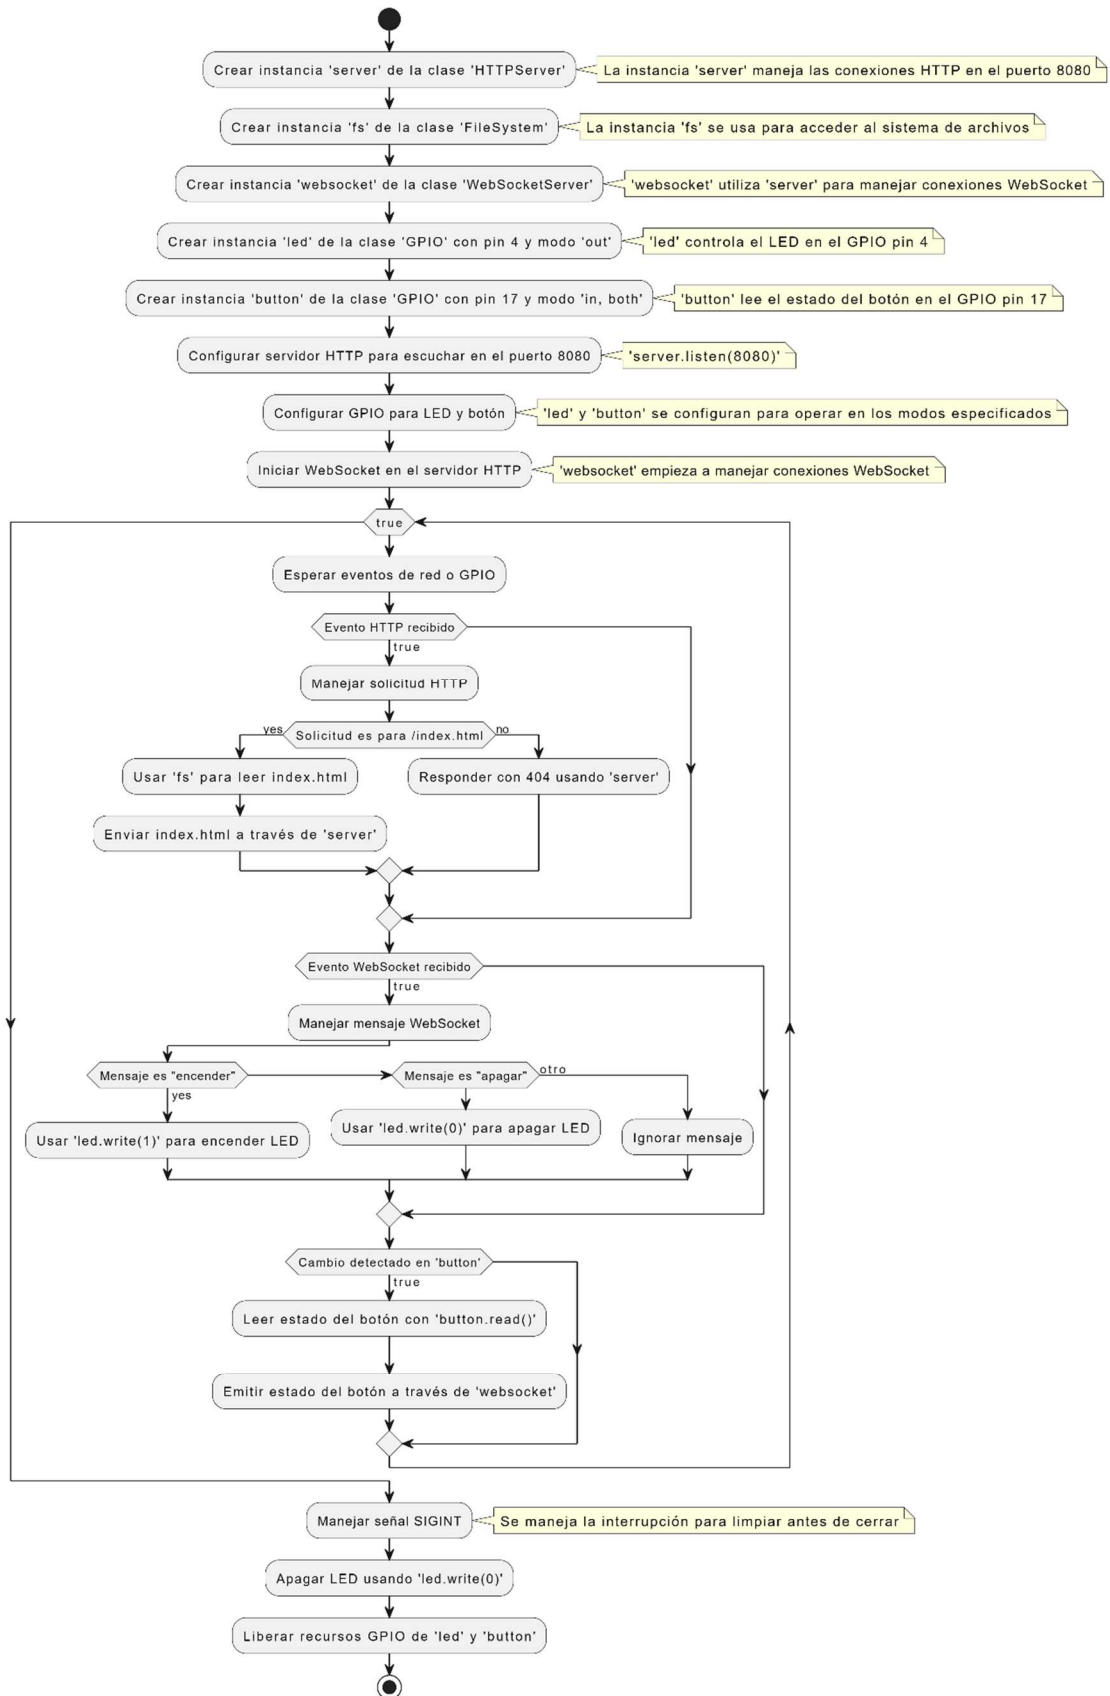 Crear instancia 'server' de la clase 'HTTPServer'
La instancia 'server' maneja las conexiones HTTP en el puerto 8080
Crear instancia 'fs' de la clase 'FileSystem'
La instancia 'fs' se usa para acceder al sistema de archivos
Crear instancia 'websocket' de la clase 'WebSocketServer'
'websocket' utiliza 'server' para manejar conexiones WebSocket
Crear instancia 'led' de la clase 'GPIO' con pin 4 y modo 'out'
'led' controla el LED en el GPIO pin 4
Crear instancia 'button' de la clase 'GPIO' con pin 17 y modo 'in, both'
'button' lee el estado del botón en el GPIO pin 17
Configurar servidor HTTP para escuchar en el puerto 8080
'server.listen(8080)'
Configurar GPIO para LED y botón
'led' y 'button' se configuran para operar en los modos especificados
Iniciar WebSocket en el servidor HTTP
'websocket' empieza a manejar conexiones WebSocket
true
Esperar eventos de red o GPIO
Evento HTTP recibido
true
Manejar solicitud HTTP
yes
Solicitud es para /index.html
no
Usar 'fs' para leer index.html
Responder con 404 usando 'server'
Enviar index.html a través de 'server'
Evento WebSocket recibido
true
Manejar mensaje WebSocket
Mensaje es "encender"
Mensaje es "apagar"
otro
yes
Usar 'led.write(1)' para encender LED
Usar 'led.write(0)' para apagar LED
Ignorar mensaje
Cambio detectado en 'button'
true
Leer estado del botón con 'button.read()'
Emitir estado del botón a través de 'websocket'
Manejar señal SIGINT
Se maneja la interrupción para limpiar antes de cerrar
Apagar LED usando 'led.write(0)'
Liberar recursos GPIO de 'led' y 'button'